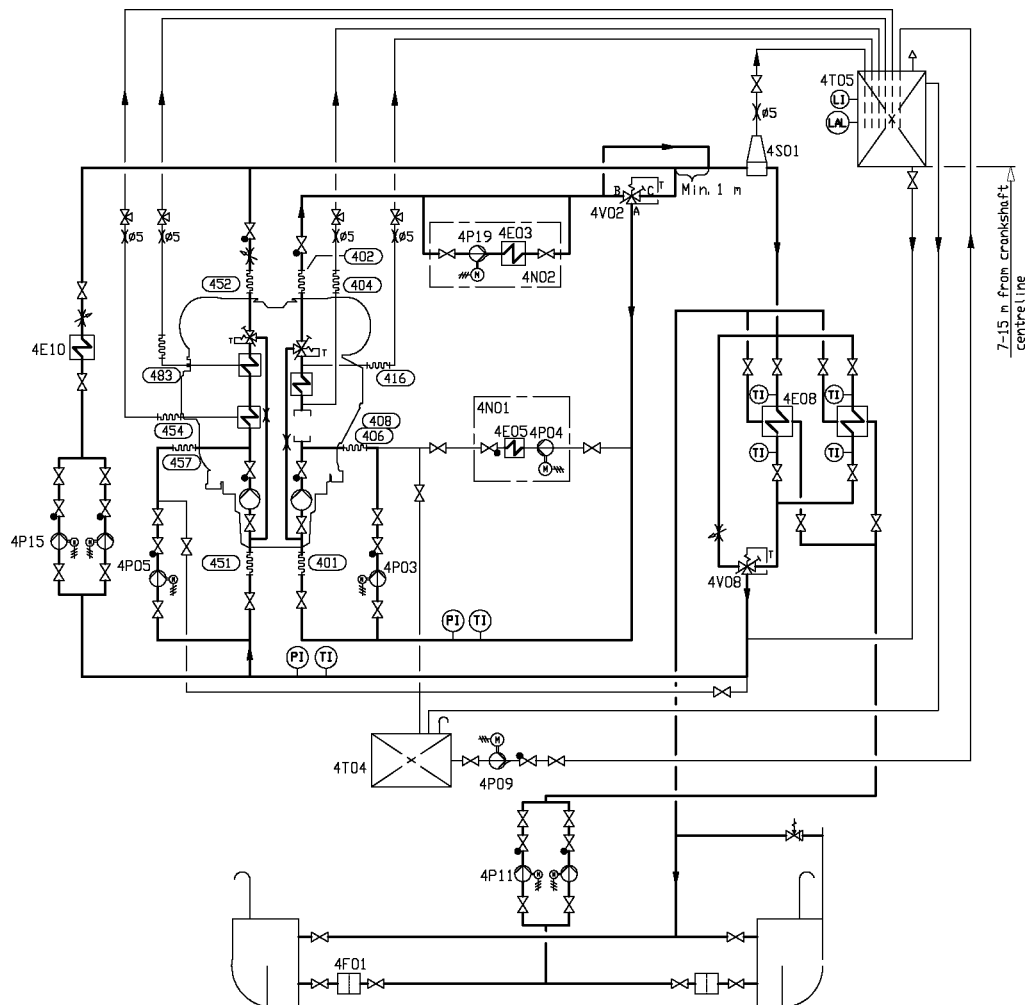 4T05
LI
LAL
ø5
4S01
Min. 1 m
B
C
T
A
4V02
4E03
4P19
M
4N02
ø5
ø5
ø5
ø5
402
404
452
T
T
4E10
483
416
454
408
406
457
4N01
4E05
4P04
M
TI
TI
4E08
TI
TI
7-15 m from crankshaft
centreline
4P15
M
M
4P05
M
451
401
4P03
M
T
4V08
PI
TI
PI
TI
M
4T04
4P09
4P11
M
M
4F01